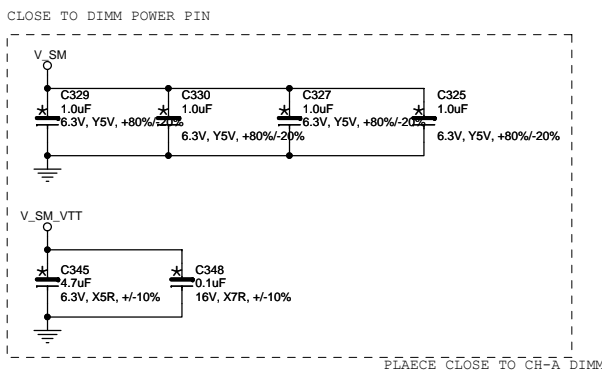 CLOSE TO DIMM POWER PIN
V_SM
C329
1.0uF
6.3V, Y5V, +80%/-20%
C330
1.0uF
6.3V, Y5V, +80%/-20%
C327
1.0uF
6.3V, Y5V, +80%/-20%
C325
1.0uF
6.3V, Y5V, +80%/-20%
V_SM_VTT
C345
4.7uF
6.3V, X5R, +/-10%
C348
0.1uF
16V, X7R, +/-10%
PLAECE CLOSE TO CH-A DIMM